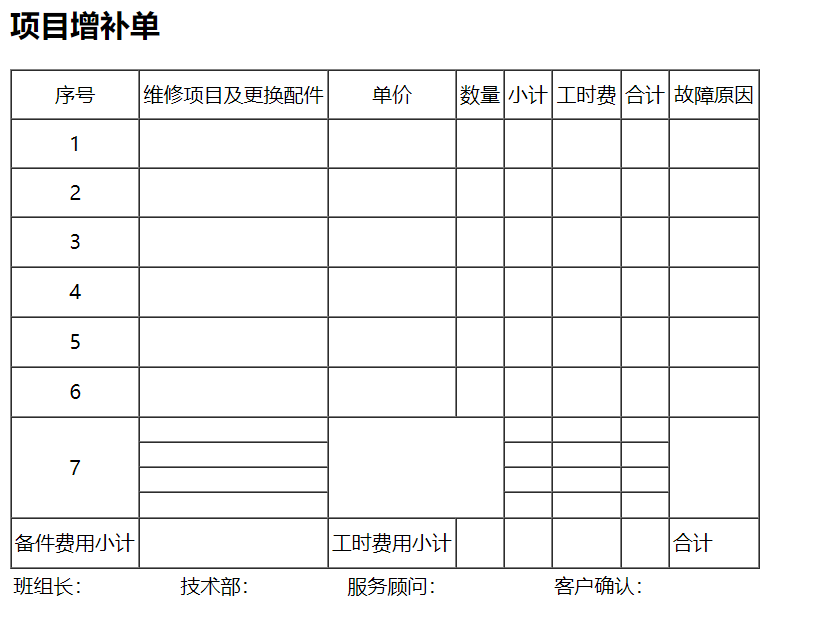 项目增补单
序号 维修项目及更换配件 单价 数量 小计 工时费 合计 故障原因
1
2
3
4
5
6
7
备件费用小计 工时费用小计 合计
班组长: 技术部: 服务顾问: 客户确认: